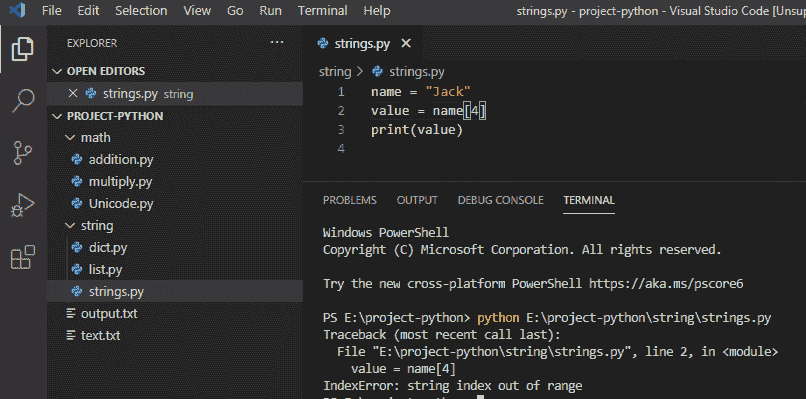 File Edit Selection View Go Run Terminal Help strings.py - project-python - Visual Studio Code [Unsup
EXPLORER ...
OPEN EDITORS
strings.py string
PROJECT-PYTHON
math
addition.py
multiply.py
Unicode.py
string
dict.py
list.py
strings.py
output.txt
text.txt
strings.py
string > strings.py
1 name = "Jack"
2 value = name[4]
3 print(value)
4
PROBLEMS OUTPUT DEBUG CONSOLE TERMINAL
Windows PowerShell
Copyright (C) Microsoft Corporation. All rights reserved.
Try the new cross-platform PowerShell https://aka.ms/pscore6
PS E:\project-python> python E:\project-python\string\strings.py
Traceback (most recent call last):
File "E:\project-python\string\strings.py", line 2, in <module>
value = name[4]
IndexError: string index out of range